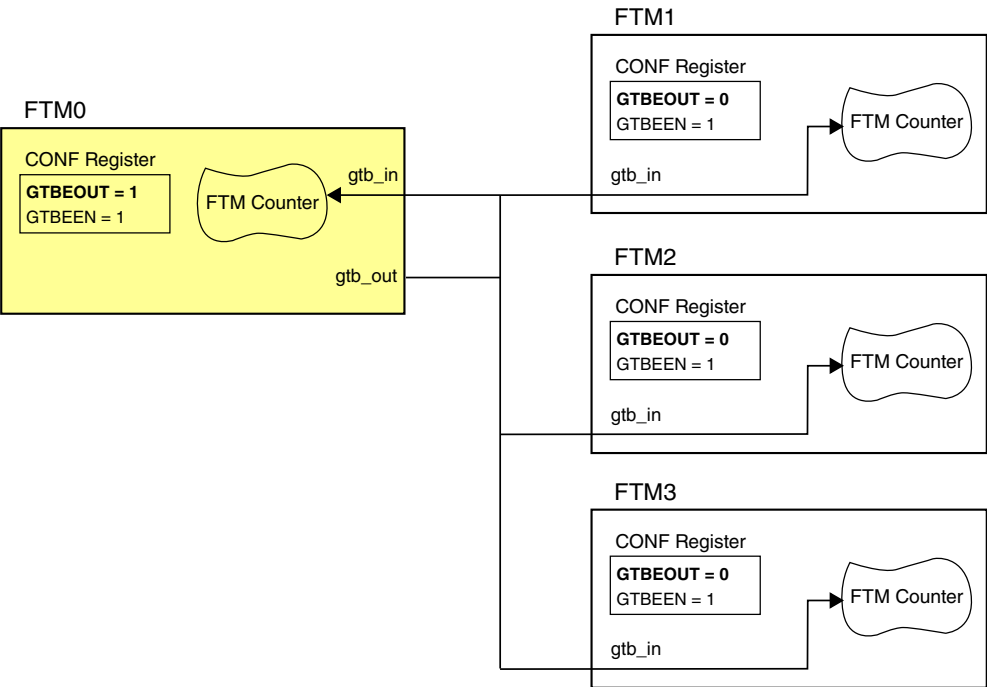 FTM0
CONF Register
GTBEOUT = 1
GTBEEN = 1
FTM Counter
gtb_in
gtb_out
FTM1
CONF Register
GTBEOUT = 0
GTBEEN = 1
FTM Counter
gtb_in
FTM2
CONF Register
GTBEOUT = 0
GTBEEN = 1
FTM Counter
gtb_in
FTM3
CONF Register
GTBEOUT = 0
GTBEEN = 1
FTM Counter
gtb_in